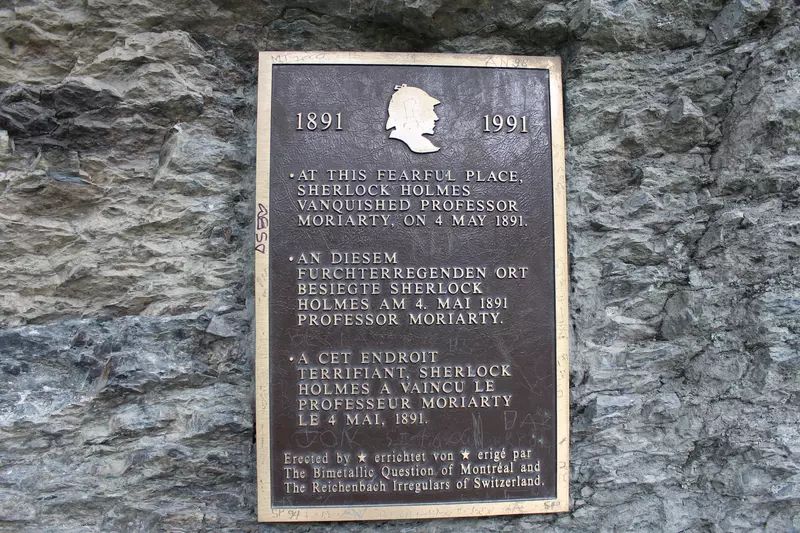 1891 1991
• AT THIS FEARFUL PLACE,
SHERLOCK HOLMES
VANQUISHED PROFESSOR
MORIARTY, ON 4 MAY 1891.
• AN DIESEM
FURCHTERREGENDEN ORT
BESIEGTE SHERLOCK
HOLMES AM 4. MAI 1891
PROFESSOR MORIARTY.
• A CET ENDROIT
TERRIFIANT, SHERLOCK
HOLMES A VAINCU LE
PROFESSEUR MORIARTY
LE 4 MAI, 1891.
Erected by ★ errichtet von ★ erigé par
The Bimetallic Question of Montréal and
The Reichenbach Irregulars of Switzerland.